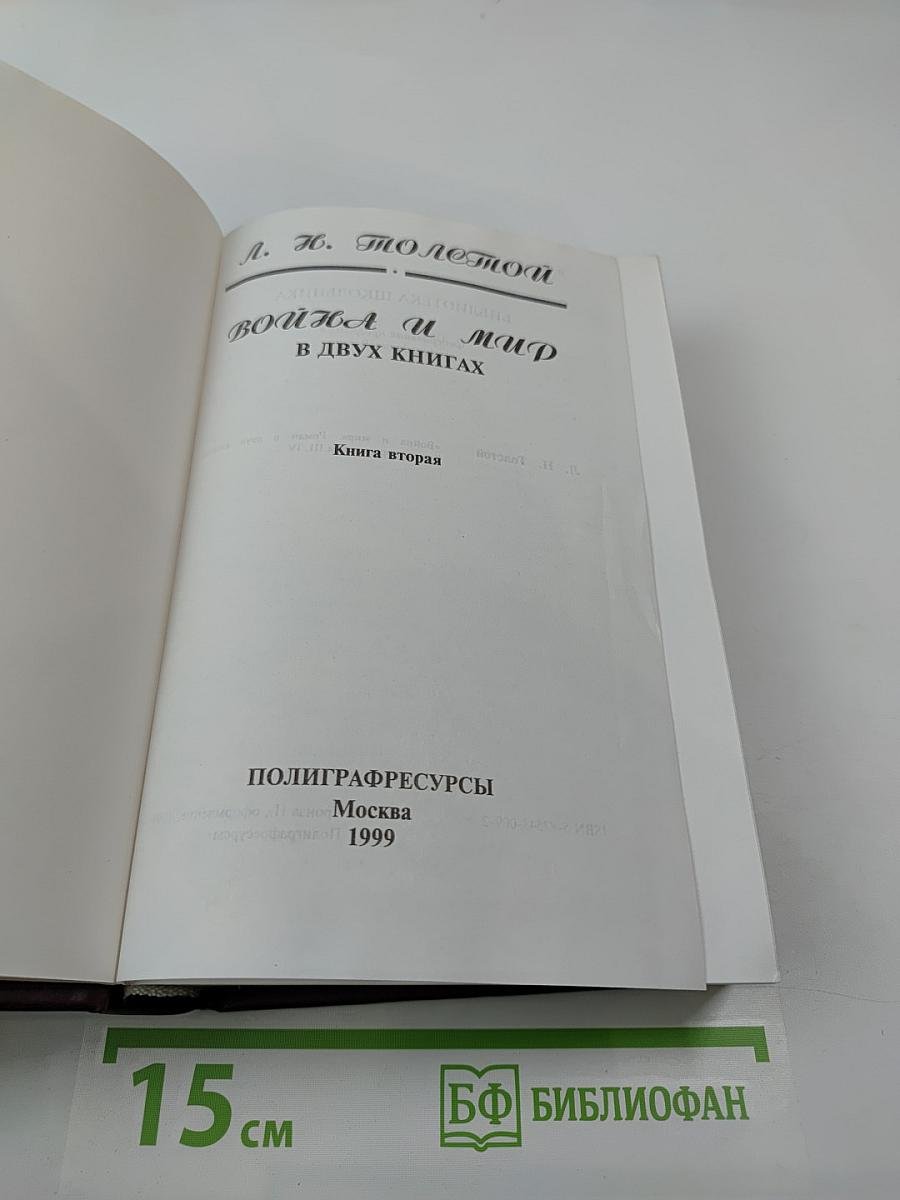 Л. Н. ТОЛСТОЙ
ВОЙНА И МИР
В ДВУХ КНИГАХ
Книга вторая
ПОЛИГРАФРЕСУРСЫ
Москва
1999
15 см
БФ БИБЛИОФАН